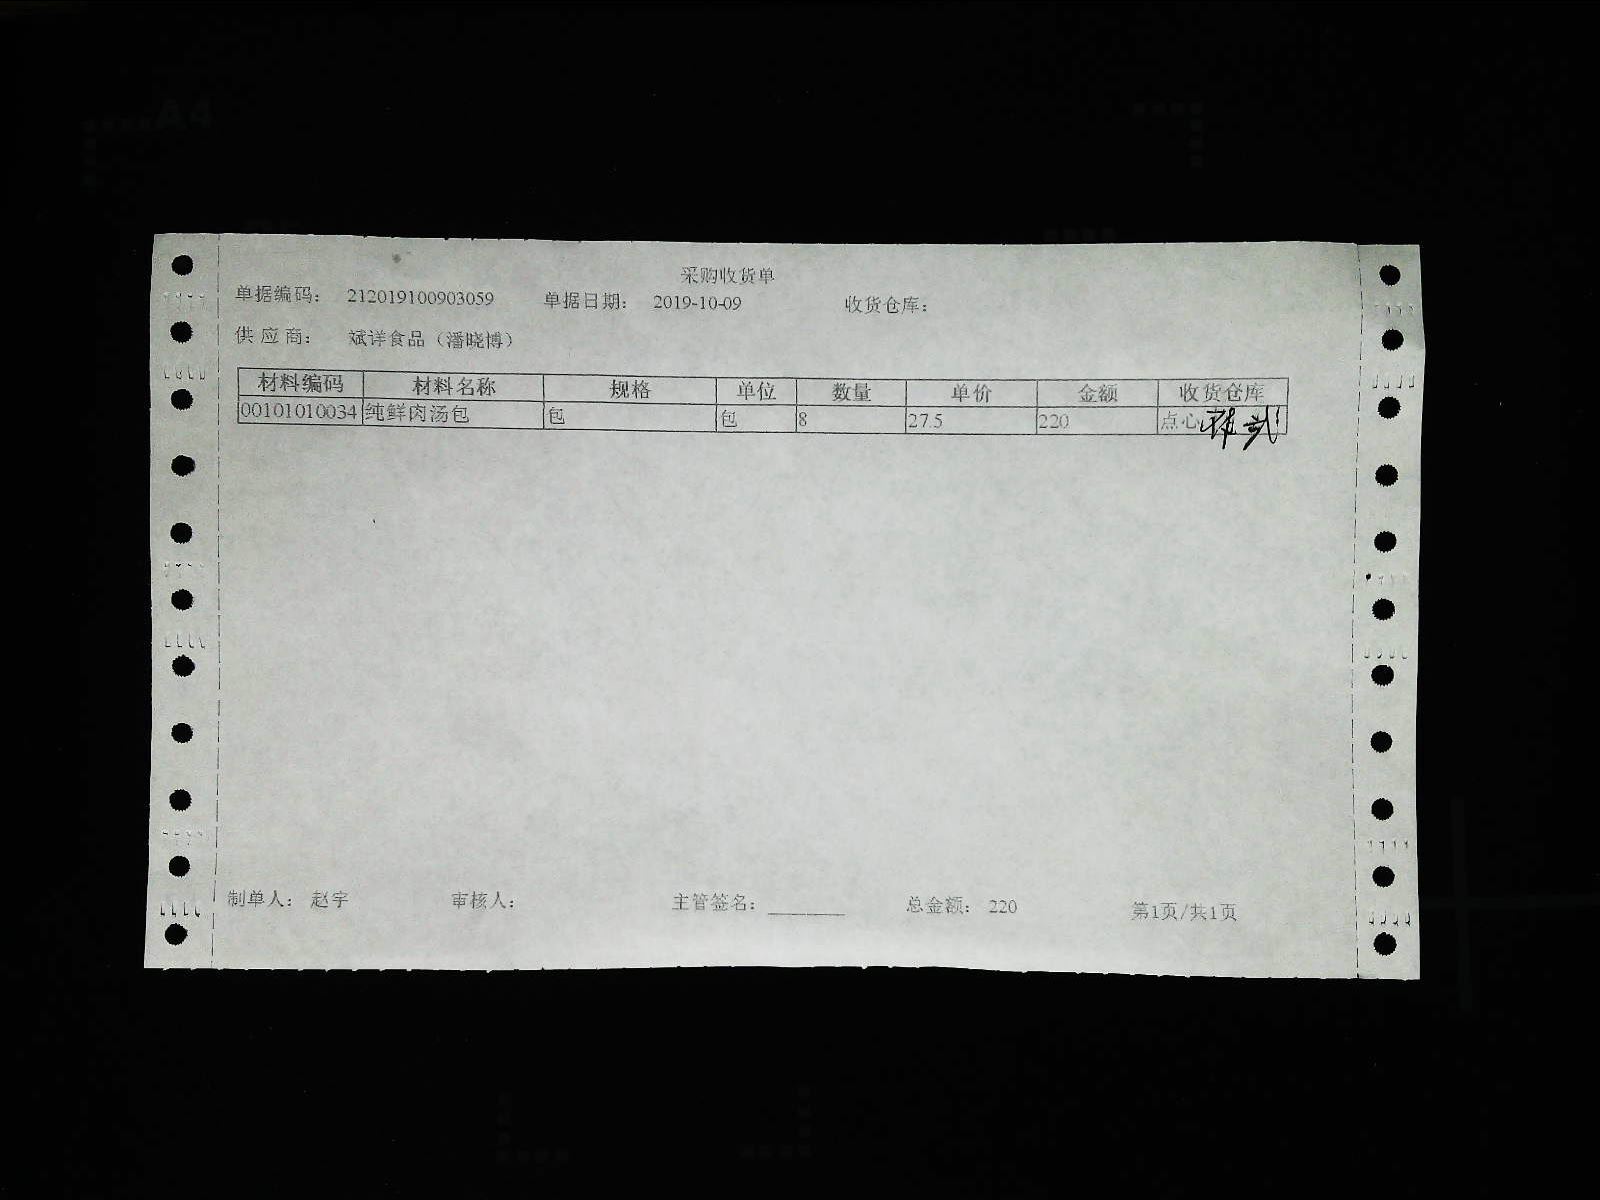 采购收货单
单据编码： 212019100903059 单据日期： 2019-10-09 收货仓库：
供 应 商： 斌详食品（潘晓博）
材料编码 材料名称 规格 单位 数量 单价 金额 收货仓库
00101010034 纯鲜肉汤包 包 包 8 27.5 220 点心
制单人： 赵宇 审核人： 主管签名： 总金额： 220 第1页/共1页